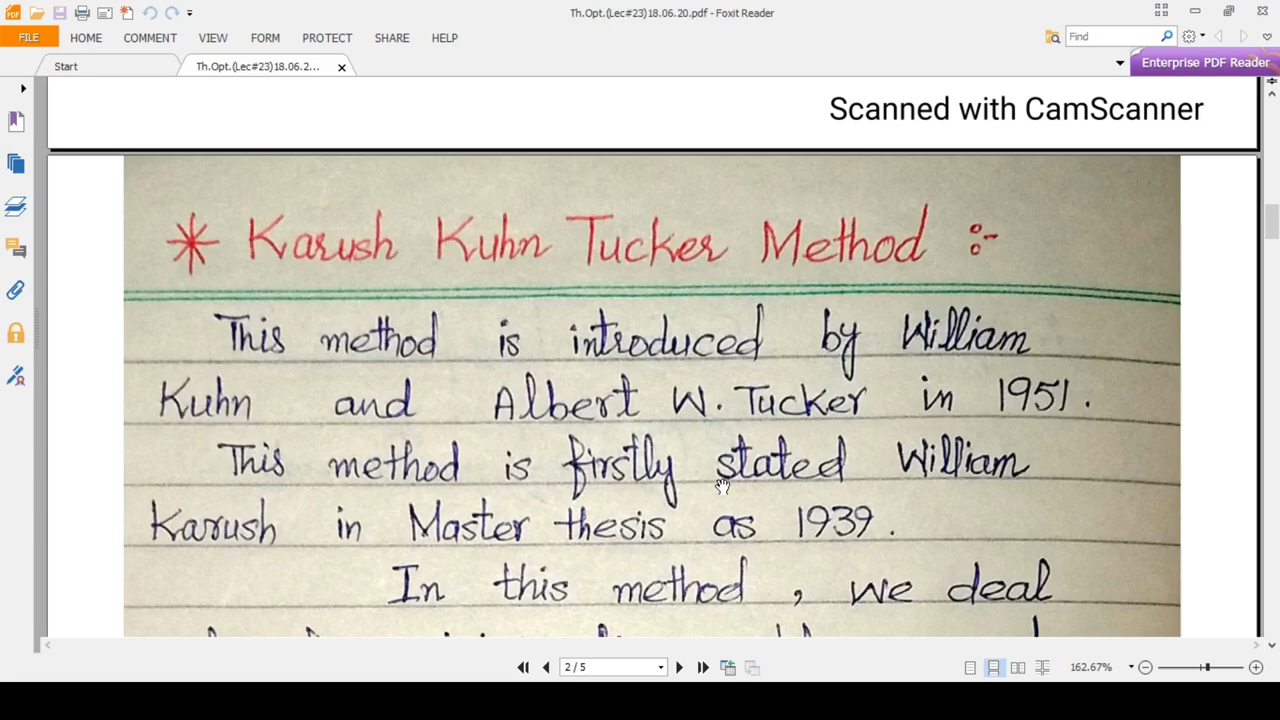 Th.Opt.(Lec#23)18.06.20.pdf - Foxit Reader
FILE HOME COMMENT VIEW FORM PROTECT SHARE HELP
Find
Start Th.Opt.(Lec#23)18.06.2...
Enterprise PDF Reader
Scanned with CamScanner
* Karush Kuhn Tucker Method :-
This method is introduced by William
Kuhn and Albert W. Tucker in 1951.
This method is firstly stated William
Karush in Master thesis as 1939.
In this method, we deal
2 / 5
162.67%